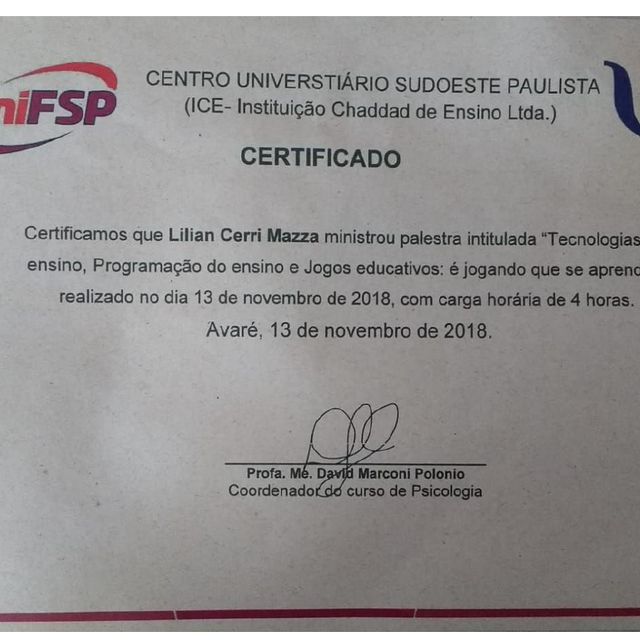 niFSP
CENTRO UNIVERSTIÁRIO SUDOESTE PAULISTA
(ICE- Instituição Chaddad de Ensino Ltda.)
CERTIFICADO
Certificamos que Lilian Cerri Mazza ministrou palestra intitulada “Tecnologias
ensino, Programação do ensino e Jogos educativos: é jogando que se aprend
realizado no dia 13 de novembro de 2018, com carga horária de 4 horas.
Avaré, 13 de novembro de 2018.
Profa. Me. David Marconi Polonio
Coordenador do curso de Psicologia